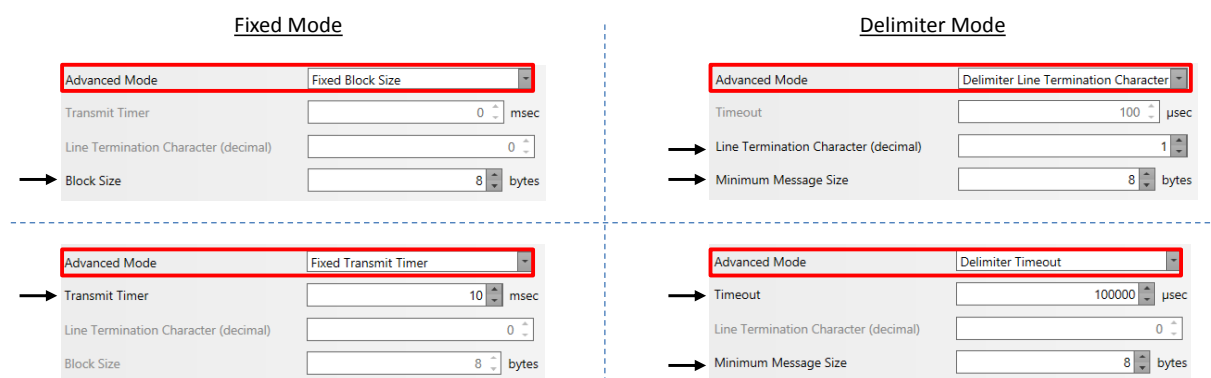 Fixed Mode
Advanced Mode Fixed Block Size
Transmit Timer 0 msec
Line Termination Character (decimal) 0
Block Size 8 bytes
Delimiter Mode
Advanced Mode Delimiter Line Termination Character
Timeout 100 µsec
Line Termination Character (decimal) 1
Minimum Message Size 8 bytes
Advanced Mode Fixed Transmit Timer
Transmit Timer 10 msec
Line Termination Character (decimal) 0
Block Size 8 bytes
Advanced Mode Delimiter Timeout
Timeout 100000 µsec
Line Termination Character (decimal) 0
Minimum Message Size 8 bytes